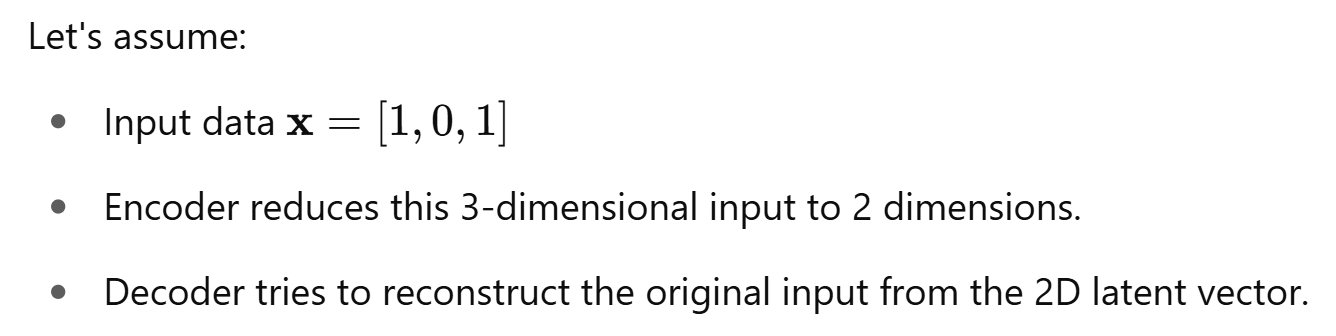 Let's assume:
• Input data x = [1, 0, 1]
• Encoder reduces this 3-dimensional input to 2 dimensions.
• Decoder tries to reconstruct the original input from the 2D latent vector.